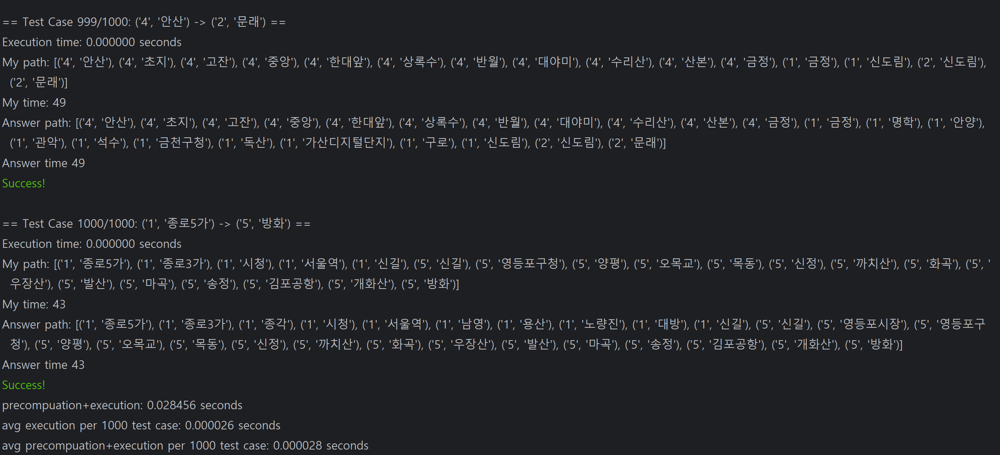 == Test Case 999/1000: ('4', '안산') -> ('2', '문래') ==
Execution time: 0.000000 seconds
My path: [('4', '안산'), ('4', '초지'), ('4', '고잔'), ('4', '중앙'), ('4', '한대앞'), ('4', '상록수'), ('4', '반월'), ('4', '대야미'), ('4', '수리산'), ('4', '산본'), ('4', '금정'), ('1', '금정'), ('1', '신도림'), ('2', '신도림'),
('2', '문래')]
My time: 49
Answer path: [('4', '안산'), ('4', '초지'), ('4', '고잔'), ('4', '중앙'), ('4', '한대앞'), ('4', '상록수'), ('4', '반월'), ('4', '대야미'), ('4', '수리산'), ('4', '산본'), ('4', '금정'), ('1', '금정'), ('1', '명학'), ('1', '안양'),
('1', '관악'), ('1', '석수'), ('1', '금천구청'), ('1', '독산'), ('1', '가산디지털단지'), ('1', '구로'), ('1', '신도림'), ('2', '신도림'), ('2', '문래')]
Answer time 49
Success!
== Test Case 1000/1000: ('1', '종로5가') -> ('5', '방화') ==
Execution time: 0.000000 seconds
My path: [('1', '종로5가'), ('1', '종로3가'), ('1', '시청'), ('1', '서울역'), ('1', '신길'), ('5', '신길'), ('5', '영등포구청'), ('5', '양평'), ('5', '오목교'), ('5', '목동'), ('5', '신정'), ('5', '까치산'), ('5', '화곡'), ('5', '
우장산'), ('5', '발산'), ('5', '마곡'), ('5', '송정'), ('5', '김포공항'), ('5', '개화산'), ('5', '방화')]
My time: 43
Answer path: [('1', '종로5가'), ('1', '종로3가'), ('1', '종각'), ('1', '시청'), ('1', '서울역'), ('1', '남영'), ('1', '용산'), ('1', '노량진'), ('1', '대방'), ('1', '신길'), ('5', '신길'), ('5', '영등포시장'), ('5', '영등포구
청'), ('5', '양평'), ('5', '오목교'), ('5', '목동'), ('5', '신정'), ('5', '까치산'), ('5', '화곡'), ('5', '우장산'), ('5', '발산'), ('5', '마곡'), ('5', '송정'), ('5', '김포공항'), ('5', '개화산'), ('5', '방화')]
Answer time 43
Success!
precompuation+execution: 0.028456 seconds
avg execution per 1000 test case: 0.000026 seconds
avg precompuation+execution per 1000 test case: 0.000028 seconds